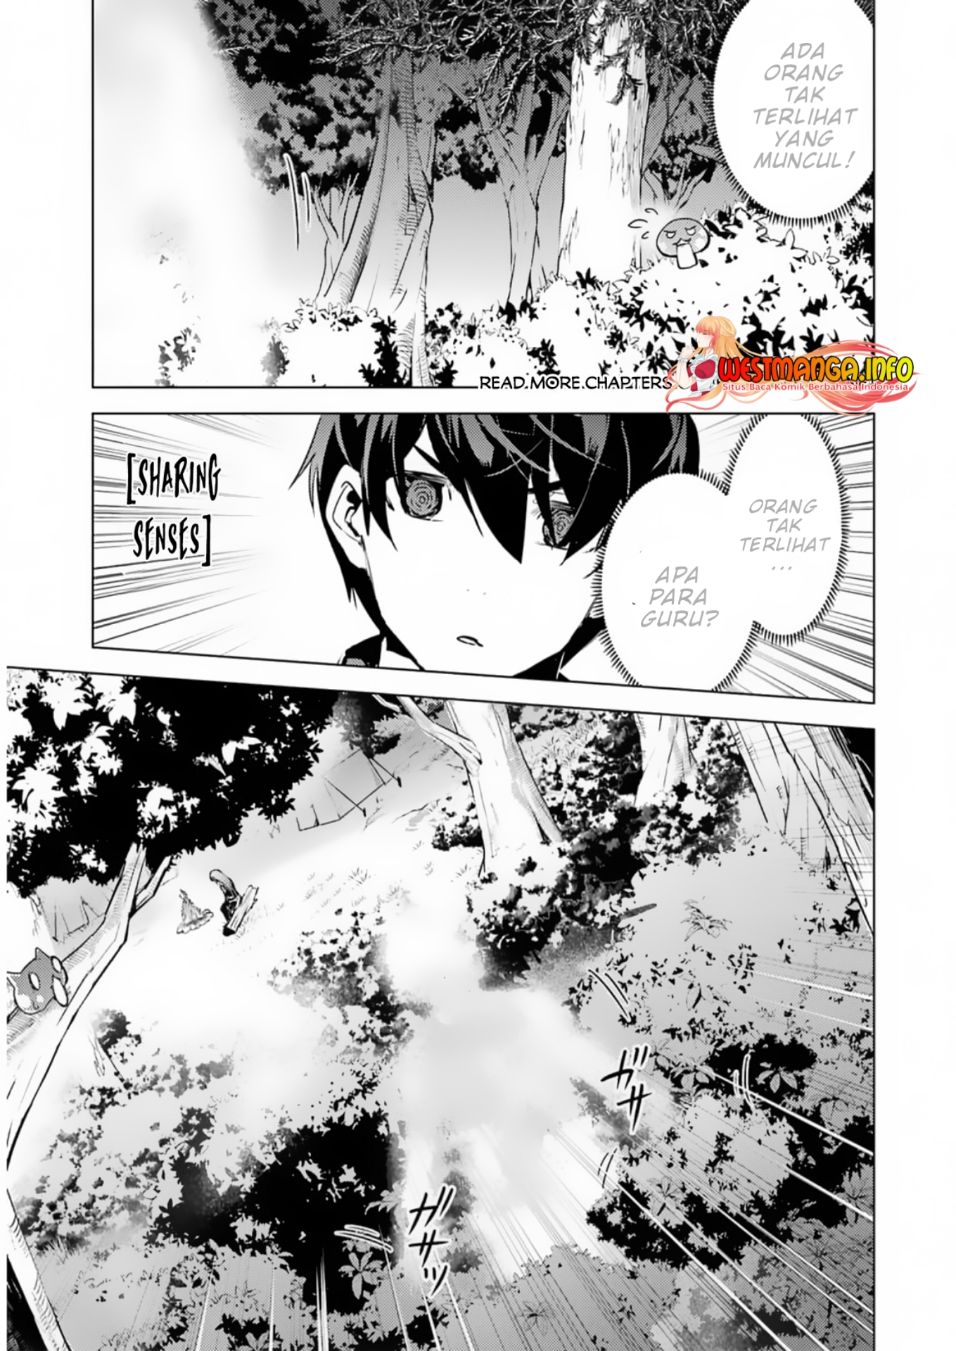 ADA
ORANG
TAK
TERLIHAT
YANG
MUNCUL!
READ.MORE.CHAPTERS
WESTMANGA.INFO
Situs Baca Komik Berbahasa Indonesia
[SHARING
SENSES]
ORANG
TAK
TERLIHAT
...
APA
PARA
GURU?
ガサ
ガサッ